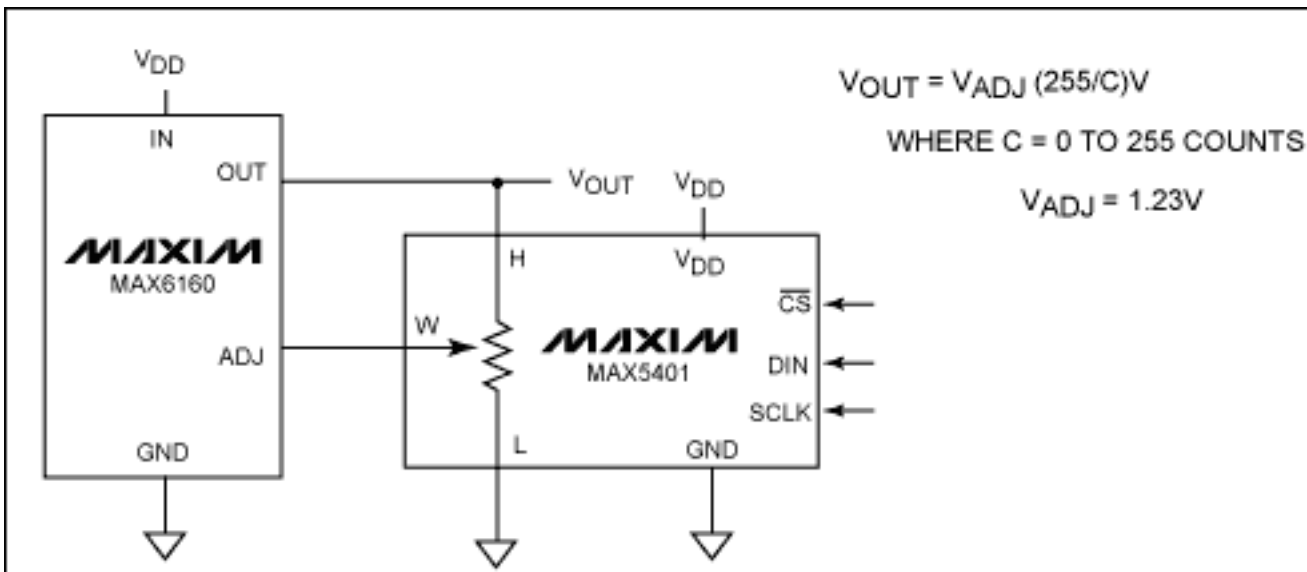 VDD
IN
OUT
MAXIM
MAX6160
ADJ
GND
VOUT
VDD
H
VDD
W
MAXIM
MAX5401
CS
DIN
SCLK
L
GND
VOUT = VADJ (255/C)V
WHERE C = 0 TO 255 COUNTS
VADJ = 1.23V